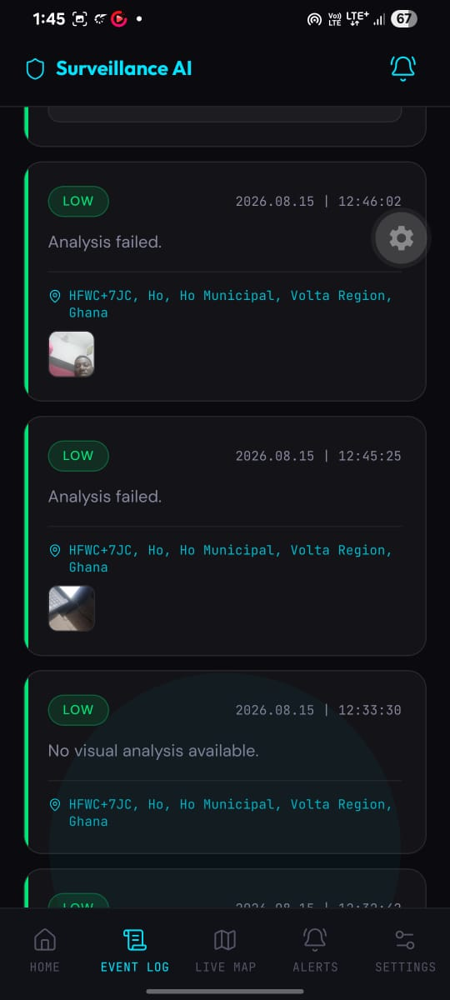 1:45
Vo)) LTE
LTE+
67
Surveillance AI
LOW
2026.08.15 | 12:46:02
Analysis failed.
HFWC+7JC, Ho, Ho Municipal, Volta Region,
Ghana
LOW
2026.08.15 | 12:45:25
Analysis failed.
HFWC+7JC, Ho, Ho Municipal, Volta Region,
Ghana
LOW
2026.08.15 | 12:33:30
No visual analysis available.
HFWC+7JC, Ho, Ho Municipal, Volta Region,
Ghana
LOW
HOME
EVENT LOG
LIVE MAP
ALERTS
SETTINGS